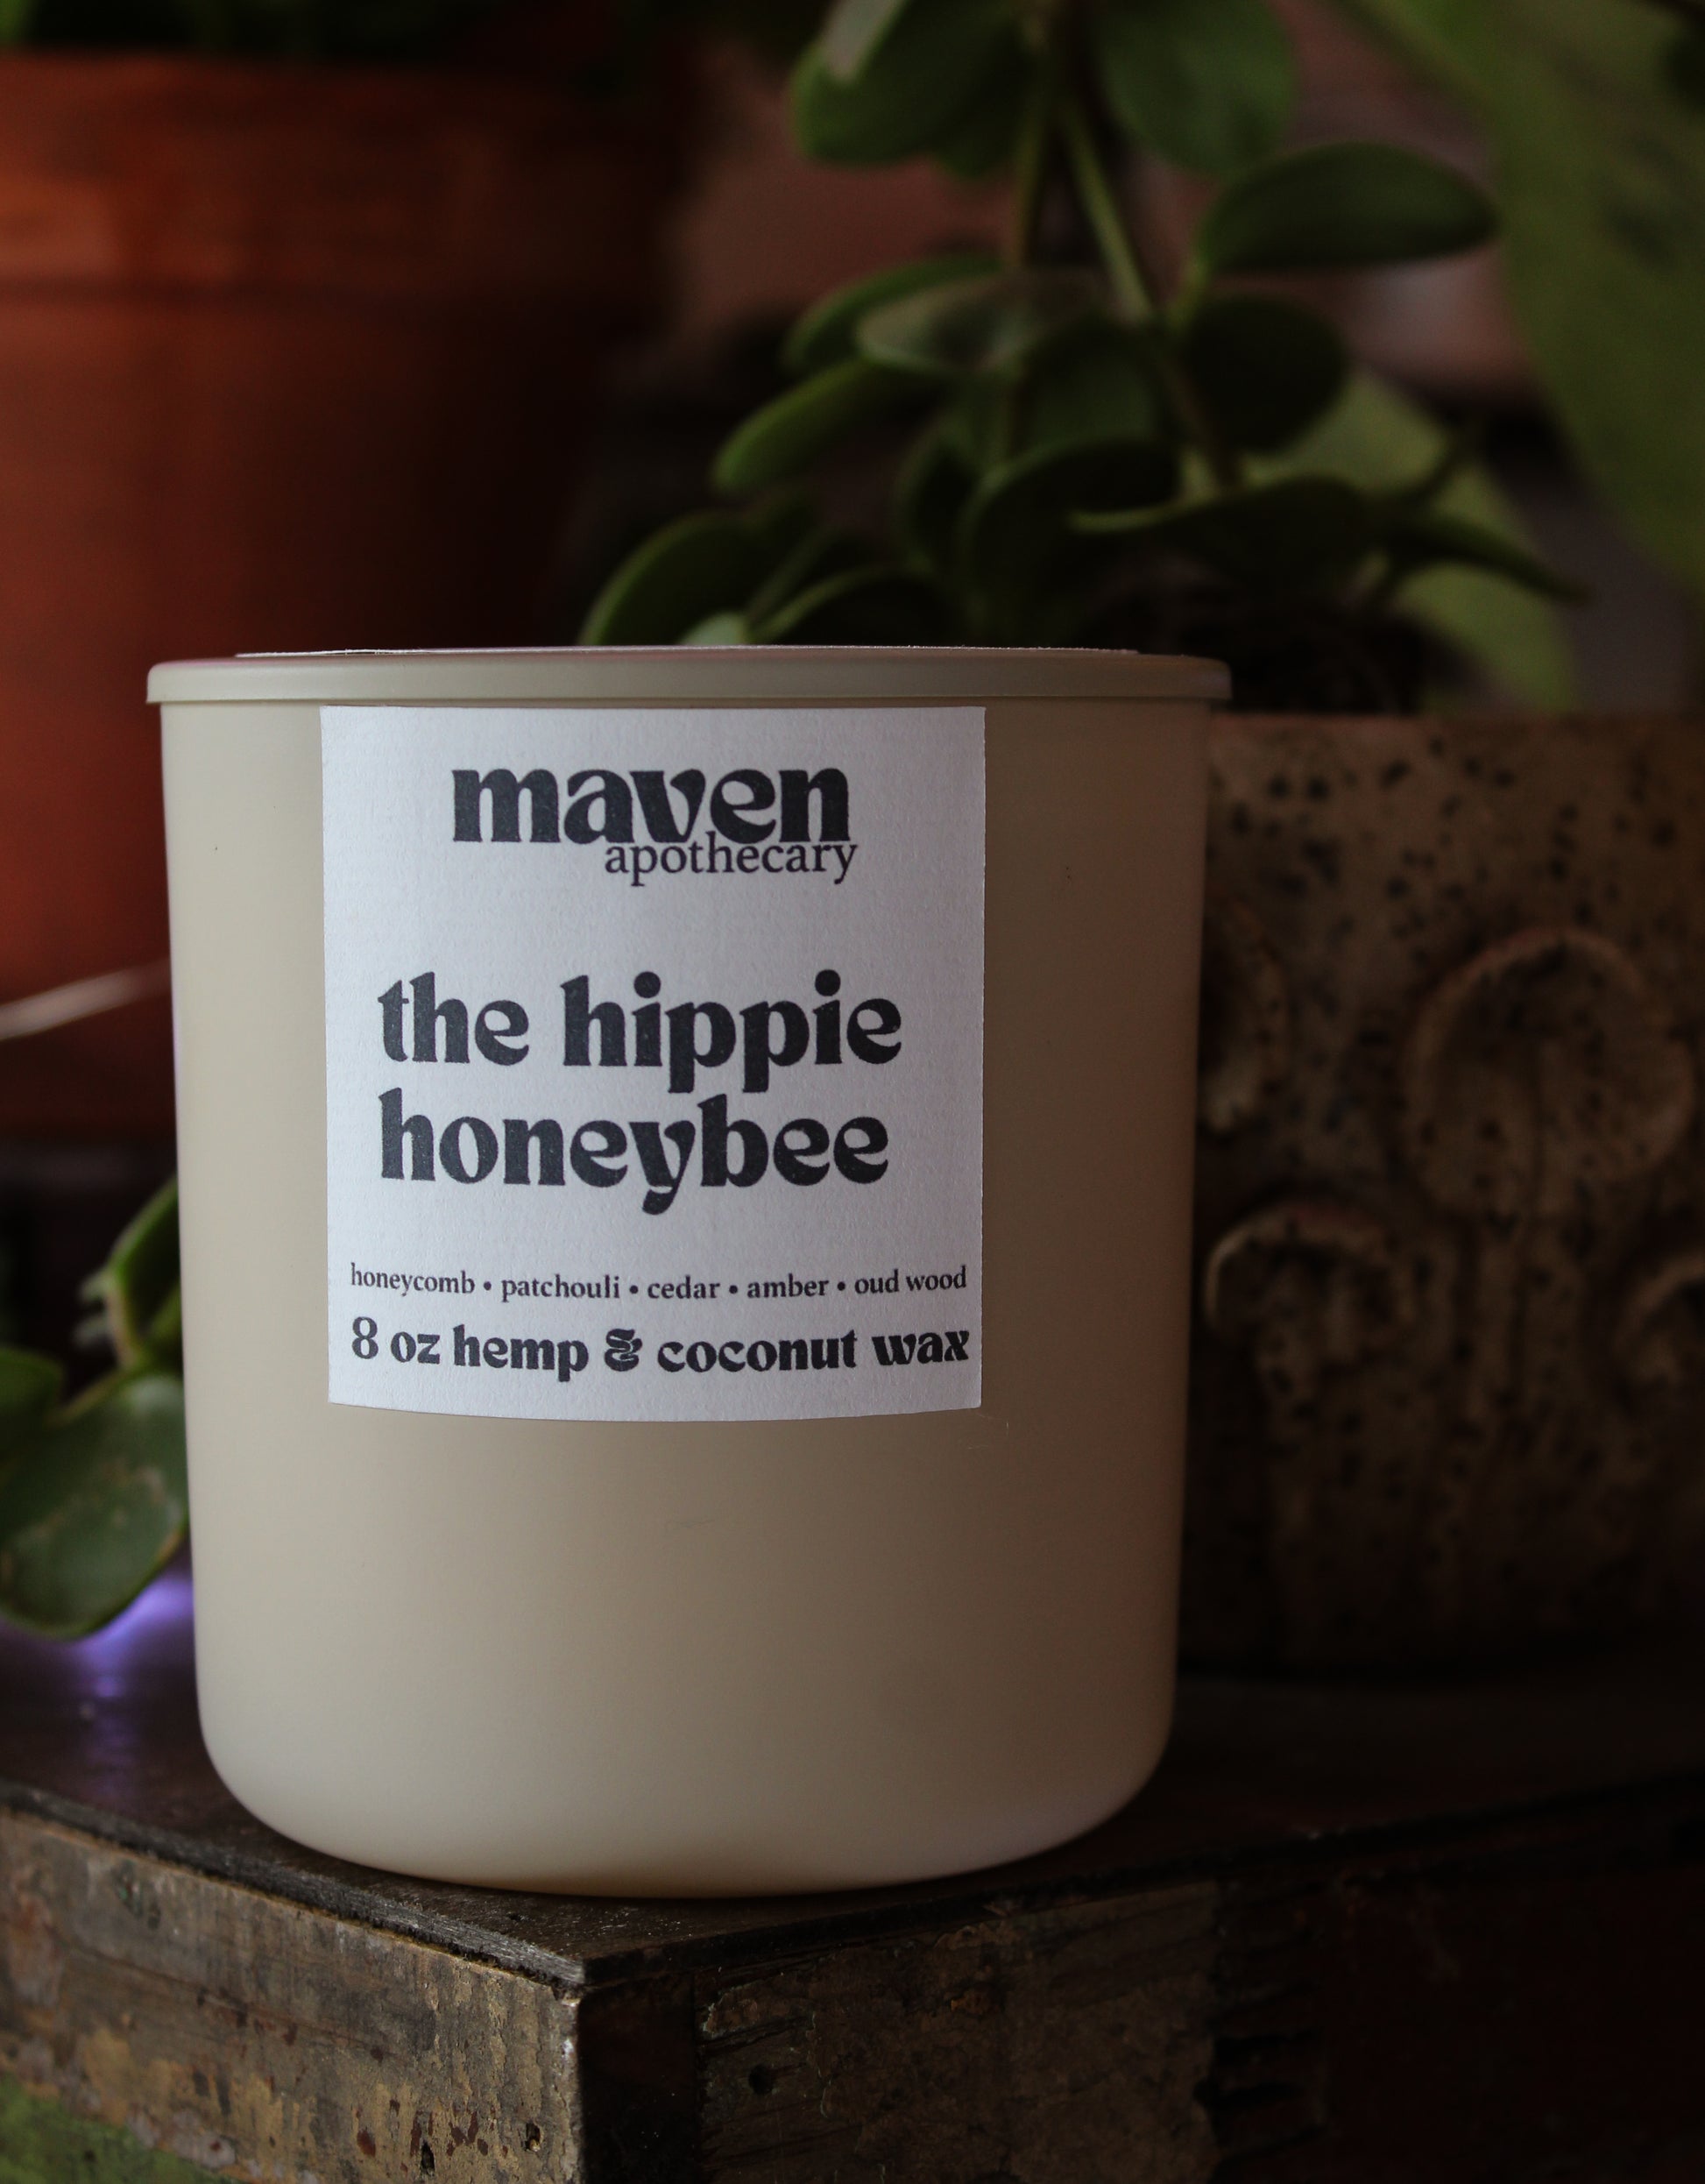 maven
apothecary
the hippie
honeybee
honeycomb • patchouli • cedar • amber • oud wood
8 oz hemp & coconut wax